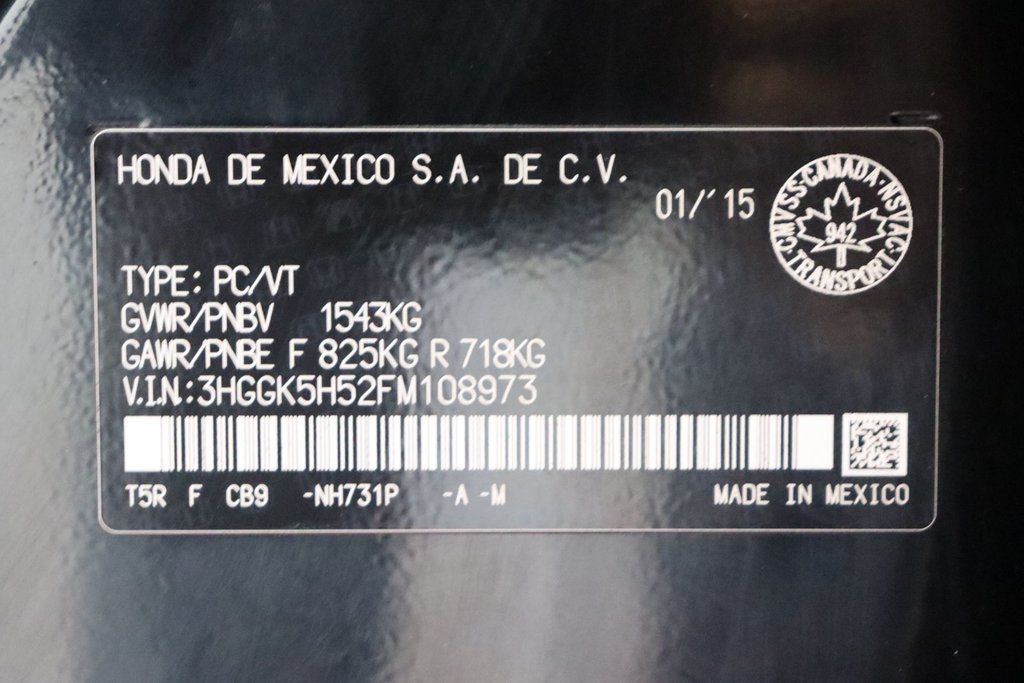 HONDA DE MEXICO S.A. DE C.V.
01/´15
CMVSS·CANADA·NSVAC
TRANSPORT
942
TYPE: PC/VT
GVWR/PNBV 1543KG
GAWR/PNBE F 825KG R 718KG
V.I.N.:3HGGK5H52FM108973
T5R F CB9 -NH731P -A -M
MADE IN MEXICO